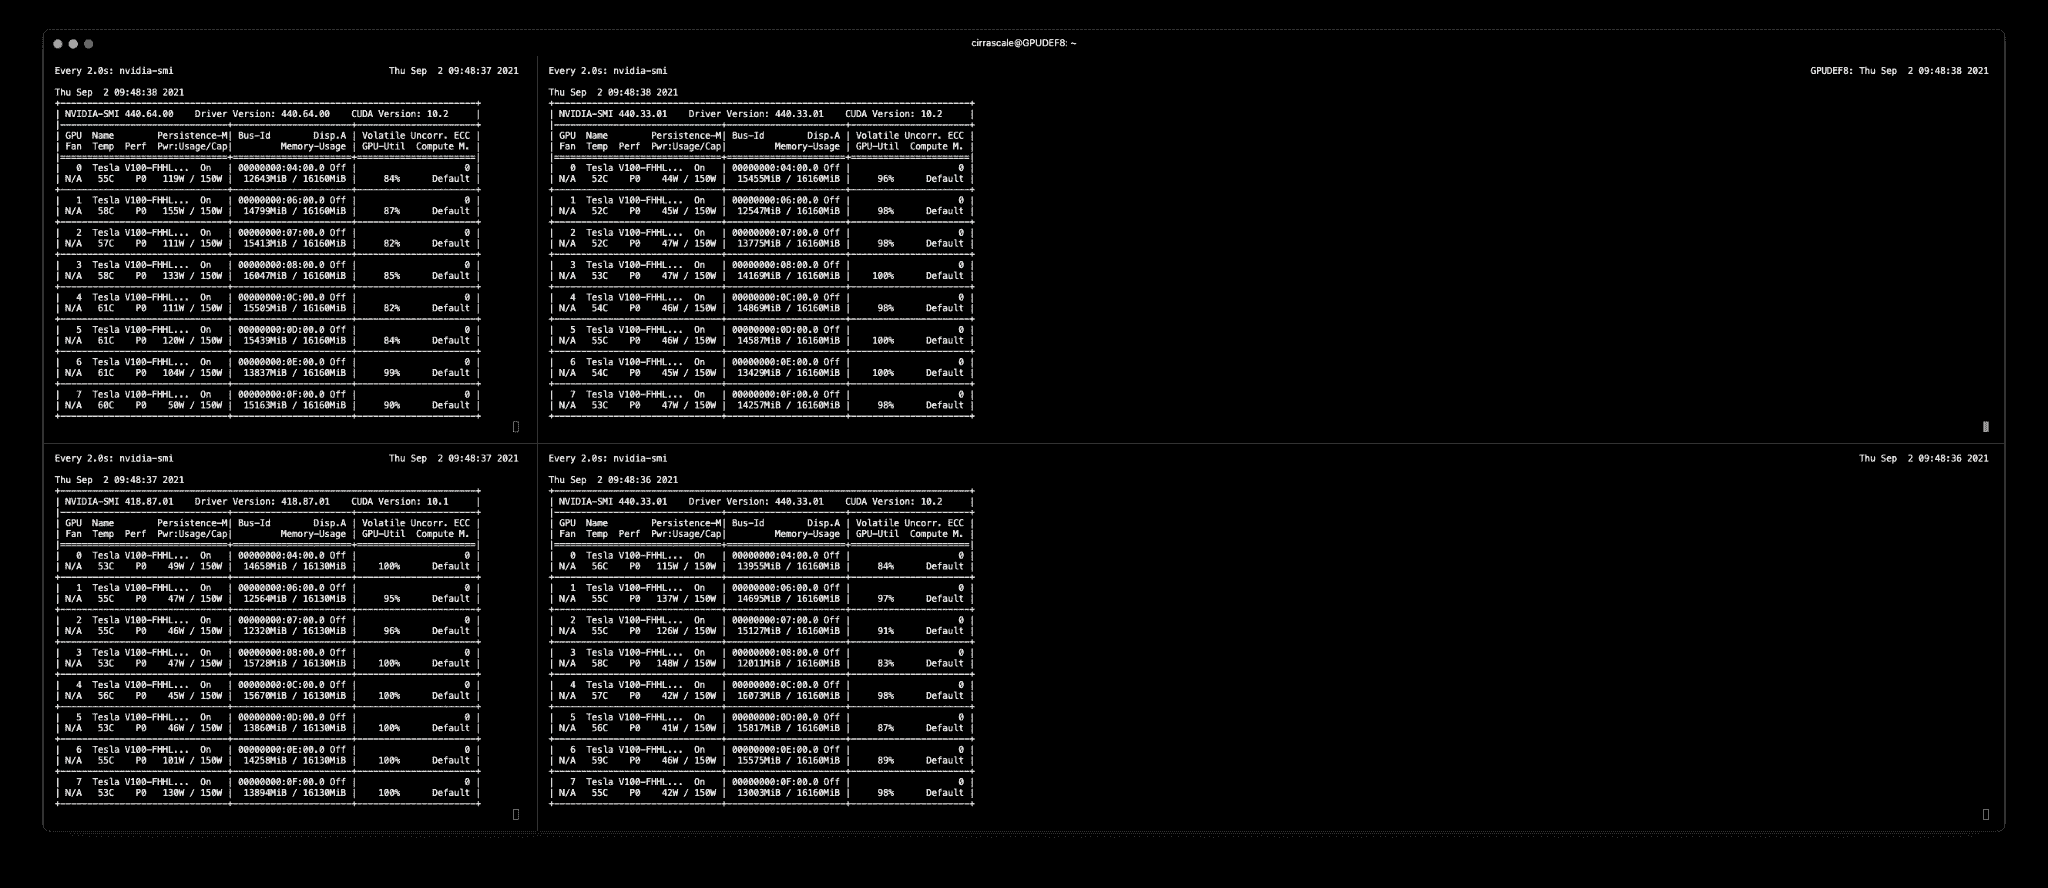 cirrascale@GPUDEF8: ~
Every 2.0s: nvidia-smi Thu Sep 2 09:48:37 2021
Thu Sep 2 09:48:38 2021
NVIDIA-SMI 440.64.00 Driver Version: 440.64.00 CUDA Version: 10.2
GPU Name Persistence-M| Bus-Id Disp.A | Volatile Uncorr. ECC |
Fan Temp Perf Pwr:Usage/Cap| Memory-Usage | GPU-Util Compute M. |
| 0 Tesla V100-FHHL... On | 00000000:04:00.0 Off | 0 |
| N/A 55C P0 119W / 150W | 12643MiB / 16160MiB | 84% Default |
| 1 Tesla V100-FHHL... On | 00000000:06:00.0 Off | 0 |
| N/A 58C P0 155W / 150W | 14799MiB / 16160MiB | 87% Default |
| 2 Tesla V100-FHHL... On | 00000000:07:00.0 Off | 0 |
| N/A 57C P0 111W / 150W | 15413MiB / 16160MiB | 82% Default |
| 3 Tesla V100-FHHL... On | 00000000:08:00.0 Off | 0 |
| N/A 58C P0 133W / 150W | 16047MiB / 16160MiB | 85% Default |
| 4 Tesla V100-FHHL... On | 00000000:0C:00.0 Off | 0 |
| N/A 61C P0 111W / 150W | 15505MiB / 16160MiB | 82% Default |
| 5 Tesla V100-FHHL... On | 00000000:0D:00.0 Off | 0 |
| N/A 61C P0 120W / 150W | 15439MiB / 16160MiB | 84% Default |
| 6 Tesla V100-FHHL... On | 00000000:0E:00.0 Off | 0 |
| N/A 61C P0 104W / 150W | 13837MiB / 16160MiB | 99% Default |
| 7 Tesla V100-FHHL... On | 00000000:0F:00.0 Off | 0 |
| N/A 60C P0 50W / 150W | 15163MiB / 16160MiB | 90% Default |
Every 2.0s: nvidia-smi GPUDEF8: Thu Sep 2 09:48:38 2021
Thu Sep 2 09:48:38 2021
| NVIDIA-SMI 440.33.01 Driver Version: 440.33.01 CUDA Version: 10.2 |
| GPU Name Persistence-M| Bus-Id Disp.A | Volatile Uncorr. ECC |
| Fan Temp Perf Pwr:Usage/Cap| Memory-Usage | GPU-Util Compute M. |
| 0 Tesla V100-FHHL... On | 00000000:04:00.0 Off | 0 |
| N/A 52C P0 44W / 150W | 15455MiB / 16160MiB | 96% Default |
| 1 Tesla V100-FHHL... On | 00000000:06:00.0 Off | 0 |
| N/A 52C P0 45W / 150W | 12547MiB / 16160MiB | 98% Default |
| 2 Tesla V100-FHHL... On | 00000000:07:00.0 Off | 0 |
| N/A 52C P0 47W / 150W | 13775MiB / 16160MiB | 98% Default |
| 3 Tesla V100-FHHL... On | 00000000:08:00.0 Off | 0 |
| N/A 53C P0 47W / 150W | 14169MiB / 16160MiB | 100% Default |
| 4 Tesla V100-FHHL... On | 00000000:0C:00.0 Off | 0 |
| N/A 54C P0 46W / 150W | 14869MiB / 16160MiB | 98% Default |
| 5 Tesla V100-FHHL... On | 00000000:0D:00.0 Off | 0 |
| N/A 55C P0 46W / 150W | 14587MiB / 16160MiB | 100% Default |
| 6 Tesla V100-FHHL... On | 00000000:0E:00.0 Off | 0 |
| N/A 54C P0 45W / 150W | 13429MiB / 16160MiB | 100% Default |
| 7 Tesla V100-FHHL... On | 00000000:0F:00.0 Off | 0 |
| N/A 53C P0 47W / 150W | 14257MiB / 16160MiB | 98% Default |
Every 2.0s: nvidia-smi Thu Sep 2 09:48:37 2021
Thu Sep 2 09:48:37 2021
| NVIDIA-SMI 418.87.01 Driver Version: 418.87.01 CUDA Version: 10.1 |
| GPU Name Persistence-M| Bus-Id Disp.A | Volatile Uncorr. ECC |
| Fan Temp Perf Pwr:Usage/Cap| Memory-Usage | GPU-Util Compute M. |
| 0 Tesla V100-FHHL... On | 00000000:04:00.0 Off | 0 |
| N/A 53C P0 49W / 150W | 14658MiB / 16130MiB | 100% Default |
| 1 Tesla V100-FHHL... On | 00000000:06:00.0 Off | 0 |
| N/A 55C P0 47W / 150W | 12564MiB / 16130MiB | 95% Default |
| 2 Tesla V100-FHHL... On | 00000000:07:00.0 Off | 0 |
| N/A 55C P0 46W / 150W | 12320MiB / 16130MiB | 96% Default |
| 3 Tesla V100-FHHL... On | 00000000:08:00.0 Off | 0 |
| N/A 53C P0 47W / 150W | 15728MiB / 16130MiB | 100% Default |
| 4 Tesla V100-FHHL... On | 00000000:0C:00.0 Off | 0 |
| N/A 56C P0 45W / 150W | 15670MiB / 16130MiB | 100% Default |
| 5 Tesla V100-FHHL... On | 00000000:0D:00.0 Off | 0 |
| N/A 53C P0 46W / 150W | 13860MiB / 16130MiB | 100% Default |
| 6 Tesla V100-FHHL... On | 00000000:0E:00.0 Off | 0 |
| N/A 55C P0 101W / 150W | 14258MiB / 16130MiB | 100% Default |
| 7 Tesla V100-FHHL... On | 00000000:0F:00.0 Off | 0 |
| N/A 53C P0 130W / 150W | 13894MiB / 16130MiB | 100% Default |
Every 2.0s: nvidia-smi Thu Sep 2 09:48:36 2021
Thu Sep 2 09:48:36 2021
| NVIDIA-SMI 440.33.01 Driver Version: 440.33.01 CUDA Version: 10.2 |
| GPU Name Persistence-M| Bus-Id Disp.A | Volatile Uncorr. ECC |
| Fan Temp Perf Pwr:Usage/Cap| Memory-Usage | GPU-Util Compute M. |
| 0 Tesla V100-FHHL... On | 00000000:04:00.0 Off | 0 |
| N/A 56C P0 115W / 150W | 13955MiB / 16160MiB | 84% Default |
| 1 Tesla V100-FHHL... On | 00000000:06:00.0 Off | 0 |
| N/A 55C P0 137W / 150W | 14695MiB / 16160MiB | 97% Default |
| 2 Tesla V100-FHHL... On | 00000000:07:00.0 Off | 0 |
| N/A 55C P0 126W / 150W | 15127MiB / 16160MiB | 91% Default |
| 3 Tesla V100-FHHL... On | 00000000:08:00.0 Off | 0 |
| N/A 58C P0 148W / 150W | 12011MiB / 16160MiB | 83% Default |
| 4 Tesla V100-FHHL... On | 00000000:0C:00.0 Off | 0 |
| N/A 57C P0 42W / 150W | 16073MiB / 16160MiB | 98% Default |
| 5 Tesla V100-FHHL... On | 00000000:0D:00.0 Off | 0 |
| N/A 56C P0 41W / 150W | 15817MiB / 16160MiB | 87% Default |
| 6 Tesla V100-FHHL... On | 00000000:0E:00.0 Off | 0 |
| N/A 59C P0 46W / 150W | 15575MiB / 16160MiB | 89% Default |
| 7 Tesla V100-FHHL... On | 00000000:0F:00.0 Off | 0 |
| N/A 55C P0 42W / 150W | 13003MiB / 16160MiB | 98% Default |